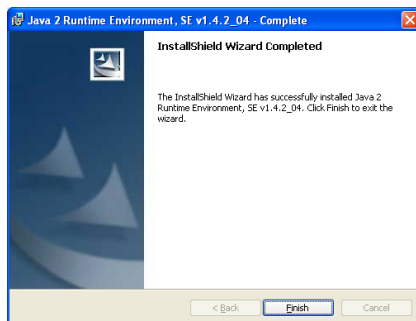 Java 2 Runtime Environment, SE v1.4.2_04 - Complete
InstallShield Wizard Completed
The InstallShield Wizard has successfully installed Java 2
Runtime Environment, SE v1.4.2_04. Click Finish to exit the
wizard.
< Back
Finish
Cancel